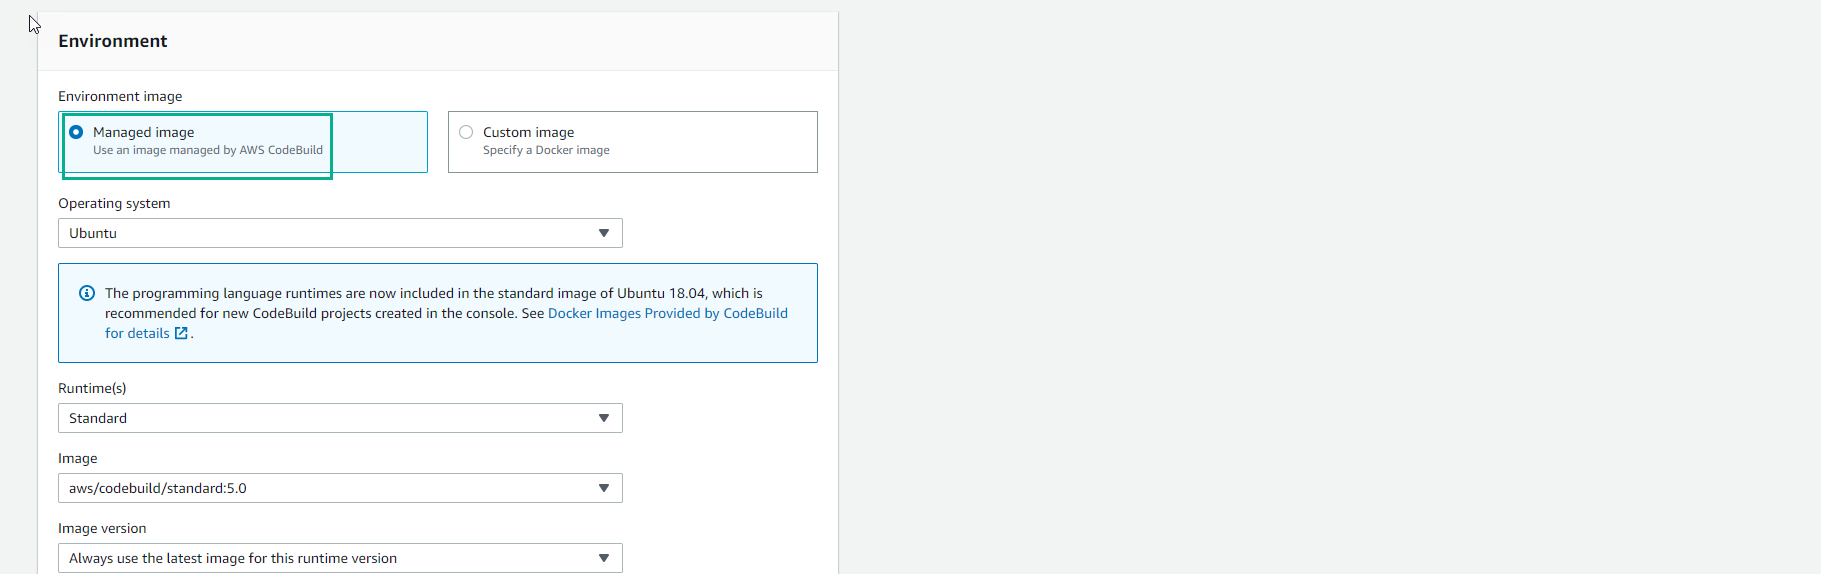 Environment
Environment image
Managed image
Use an image managed by AWS CodeBuild
Custom image
Specify a Docker image
Operating system
Ubuntu
The programming language runtimes are now included in the standard image of Ubuntu 18.04, which is
recommended for new CodeBuild projects created in the console. See Docker Images Provided by CodeBuild
for details .
Runtime(s)
Standard
Image
aws/codebuild/standard:5.0
Image version
Always use the latest image for this runtime version